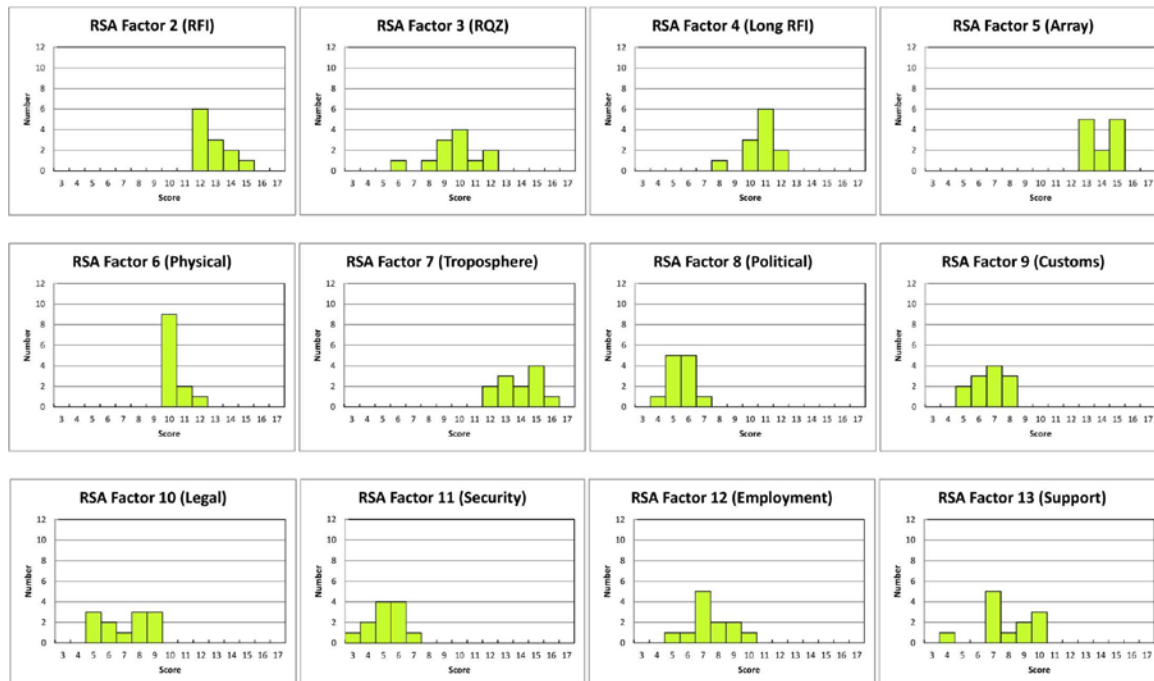 RSA Factor 2 (RFI)
Number
12
10
8
6
4
2
0
3 4 5 6 7 8 9 10 11 12 13 14 15 16 17
Score
RSA Factor 3 (RQZ)
Number
12
10
8
6
4
2
0
3 4 5 6 7 8 9 10 11 12 13 14 15 16 17
Score
RSA Factor 4 (Long RFI)
Number
12
10
8
6
4
2
0
3 4 5 6 7 8 9 10 11 12 13 14 15 16 17
Score
RSA Factor 5 (Array)
Number
12
10
8
6
4
2
0
3 4 5 6 7 8 9 10 11 12 13 14 15 16 17
Score
RSA Factor 6 (Physical)
Number
12
10
8
6
4
2
0
3 4 5 6 7 8 9 10 11 12 13 14 15 16 17
Score
RSA Factor 7 (Troposphere)
Number
12
10
8
6
4
2
0
3 4 5 6 7 8 9 10 11 12 13 14 15 16 17
Score
RSA Factor 8 (Political)
Number
12
10
8
6
4
2
0
3 4 5 6 7 8 9 10 11 12 13 14 15 16 17
Score
RSA Factor 9 (Customs)
Number
12
10
8
6
4
2
0
3 4 5 6 7 8 9 10 11 12 13 14 15 16 17
Score
RSA Factor 10 (Legal)
Number
12
10
8
6
4
2
0
3 4 5 6 7 8 9 10 11 12 13 14 15 16 17
Score
RSA Factor 11 (Security)
Number
12
10
8
6
4
2
0
3 4 5 6 7 8 9 10 11 12 13 14 15 16 17
Score
RSA Factor 12 (Employment)
Number
12
10
8
6
4
2
0
3 4 5 6 7 8 9 10 11 12 13 14 15 16 17
Score
RSA Factor 13 (Support)
Number
12
10
8
6
4
2
0
3 4 5 6 7 8 9 10 11 12 13 14 15 16 17
Score